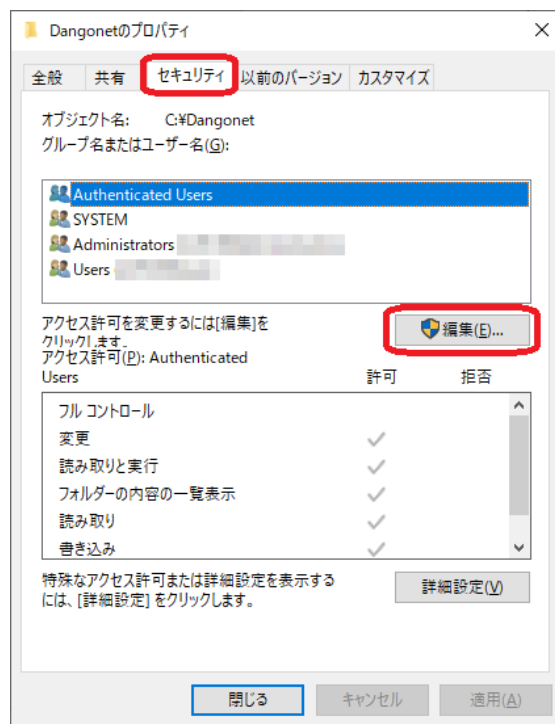 Dangonetのプロパティ
全般 共有 セキュリティ 以前のバージョン カスタマイズ
オブジェクト名: C:¥Dangonet
グループ名またはユーザー名(G):
Authenticated Users
SYSTEM
Administrators
Users
アクセス許可を変更するには[編集]を
クリックします。
編集(E)...
アクセス許可(P): Authenticated
Users 許可 拒否
フル コントロール
変更
読み取りと実行
フォルダーの内容の一覧表示
読み取り
書き込み
特殊なアクセス許可または詳細設定を表示する
には、[詳細設定] をクリックします。
詳細設定(V)
閉じる キャンセル 適用(A)